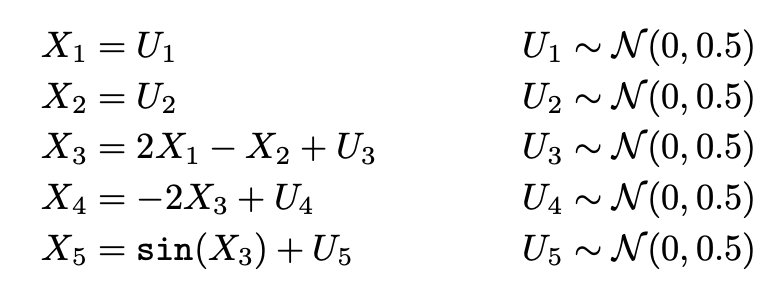 X₁ = U₁ U₁ ∼ 𝒩(0, 0.5)
X₂ = U₂ U₂ ∼ 𝒩(0, 0.5)
X₃ = 2X₁ − X₂ + U₃ U₃ ∼ 𝒩(0, 0.5)
X₄ = −2X₃ + U₄ U₄ ∼ 𝒩(0, 0.5)
X₅ = sin(X₃) + U₅ U₅ ∼ 𝒩(0, 0.5)